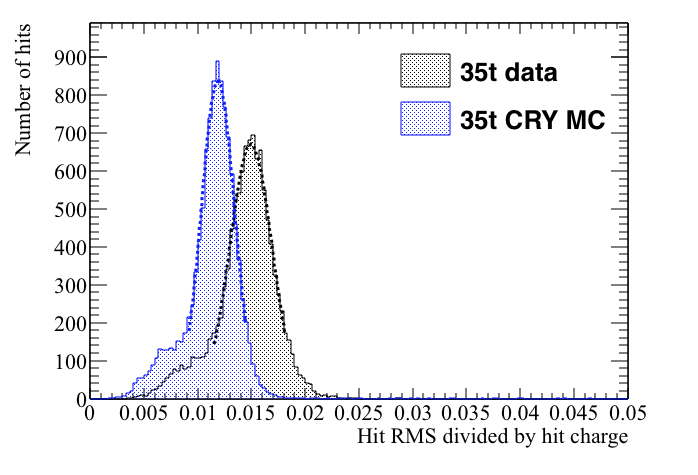 Number of hits
900
800
700
600
500
400
300
200
100
0
35t data
35t CRY MC
0 0.005 0.01 0.015 0.02 0.025 0.03 0.035 0.04 0.045 0.05
Hit RMS divided by hit charge